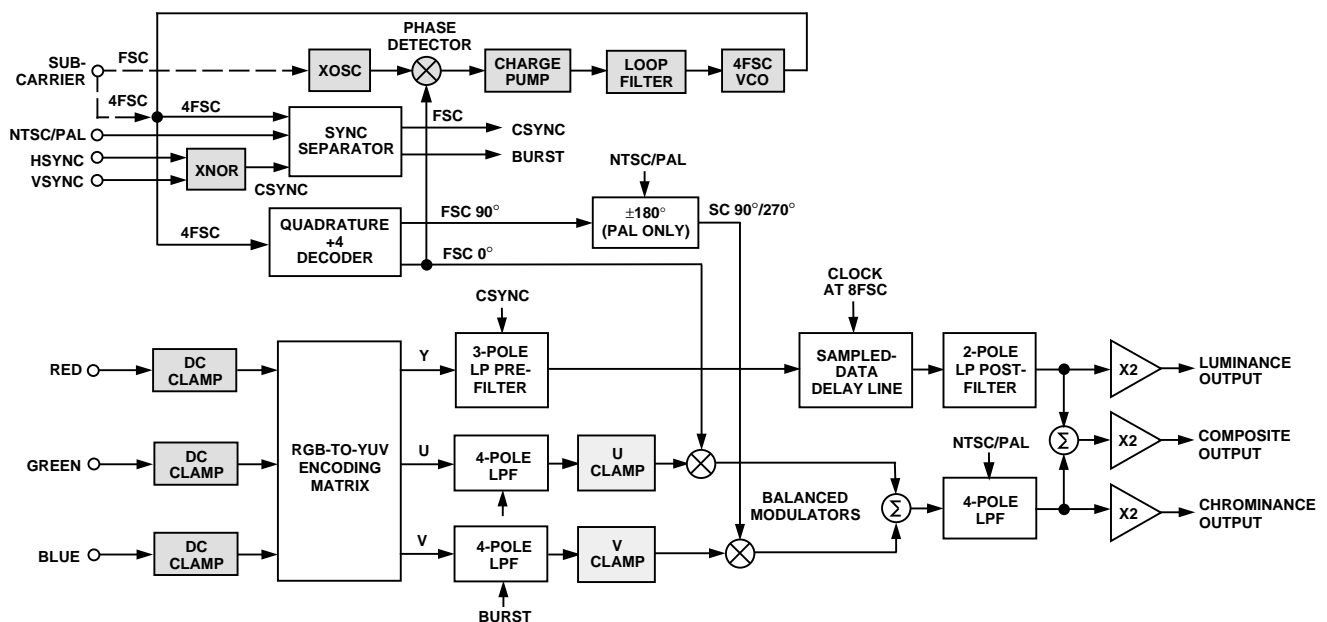 PHASE
DETECTOR
SUB-
CARRIER
FSC
XOSC
CHARGE
PUMP
LOOP
FILTER
4FSC
VCO
4FSC
4FSC
NTSC/PAL
HSYNC
VSYNC
XNOR
CSYNC
SYNC
SEPARATOR
FSC
CSYNC
BURST
NTSC/PAL
4FSC
QUADRATURE
+4
DECODER
FSC 90°
FSC 0°
±180°
(PAL ONLY)
SC 90°/270°
CLOCK
AT 8FSC
CSYNC
RED
DC
CLAMP
RGB-TO-YUV
ENCODING
MATRIX
Y
3-POLE
LP PRE-
FILTER
SAMPLED-
DATA
DELAY LINE
2-POLE
LP POST-
FILTER
X2
LUMINANCE
OUTPUT
GREEN
DC
CLAMP
U
4-POLE
LPF
U
CLAMP
NTSC/PAL
Σ
X2
COMPOSITE
OUTPUT
BALANCED
MODULATORS
Σ
4-POLE
LPF
X2
CHROMINANCE
OUTPUT
BLUE
DC
CLAMP
V
4-POLE
LPF
V
CLAMP
BURST